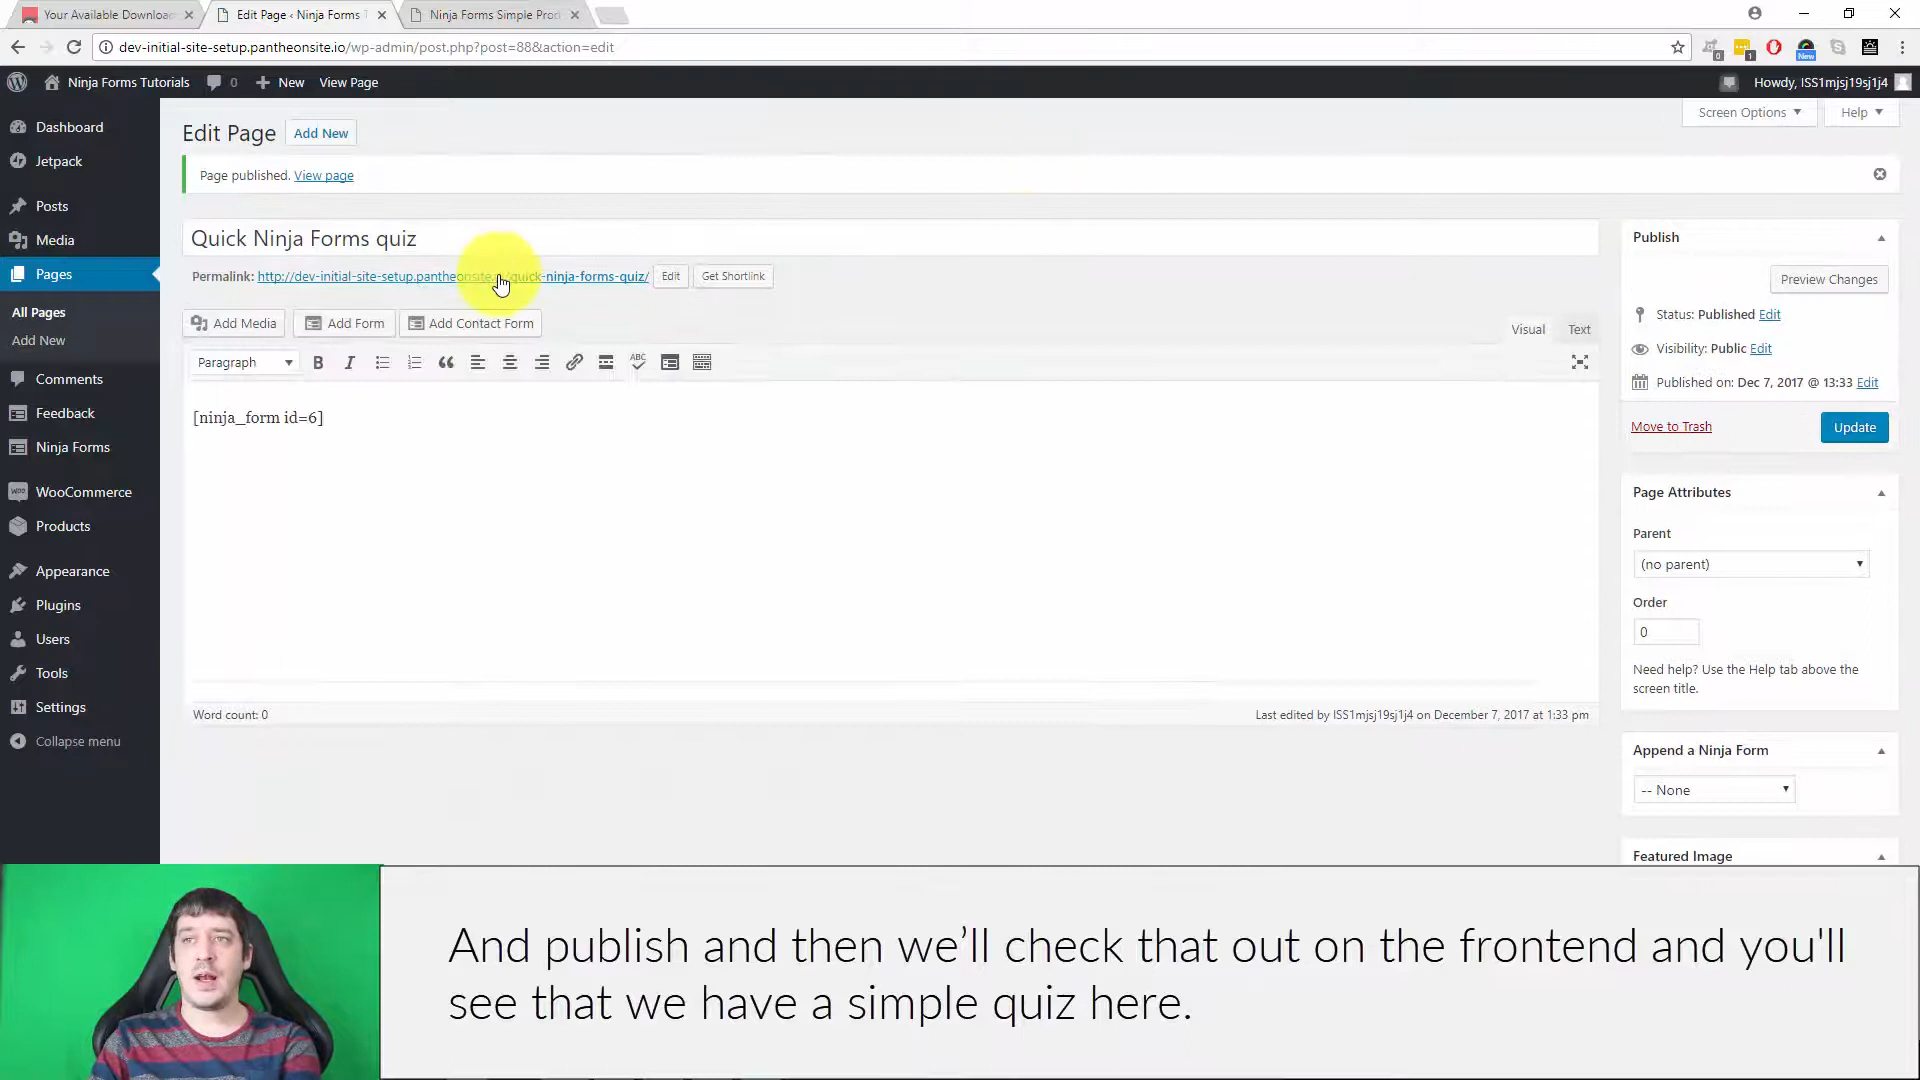 Your Available Download
Edit Page ‹ Ninja Forms T
Ninja Forms Simple Prod
dev-initial-site-setup.pantheonsite.io/wp-admin/post.php?post=88&action=edit
0
1
New
Ninja Forms Tutorials
0
New
View Page
Howdy, ISS1mjsj19sj1j4
Dashboard
Jetpack
Posts
Media
Pages
All Pages
Add New
Comments
Feedback
Ninja Forms
WooCommerce
Products
Appearance
Plugins
Users
Tools
Settings
Collapse menu
Screen Options
Help
Edit Page
Add New
Page published. View page
Quick Ninja Forms quiz
Permalink: http://dev-initial-site-setup.pantheonsite.io/quick-ninja-forms-quiz/ Edit Get Shortlink
Add Media
Add Form
Add Contact Form
Visual
Text
Paragraph
B
I
ABC
[ninja_form id=6]
Word count: 0
Last edited by ISS1mjsj19sj1j4 on December 7, 2017 at 1:33 pm
Publish
Preview Changes
Status: Published Edit
Visibility: Public Edit
Published on: Dec 7, 2017 @ 13:33 Edit
Move to Trash
Update
Page Attributes
Parent
(no parent)
Order
0
Need help? Use the Help tab above the
screen title.
Append a Ninja Form
-- None
Featured Image
And publish and then we’ll check that out on the frontend and you'll
see that we have a simple quiz here.